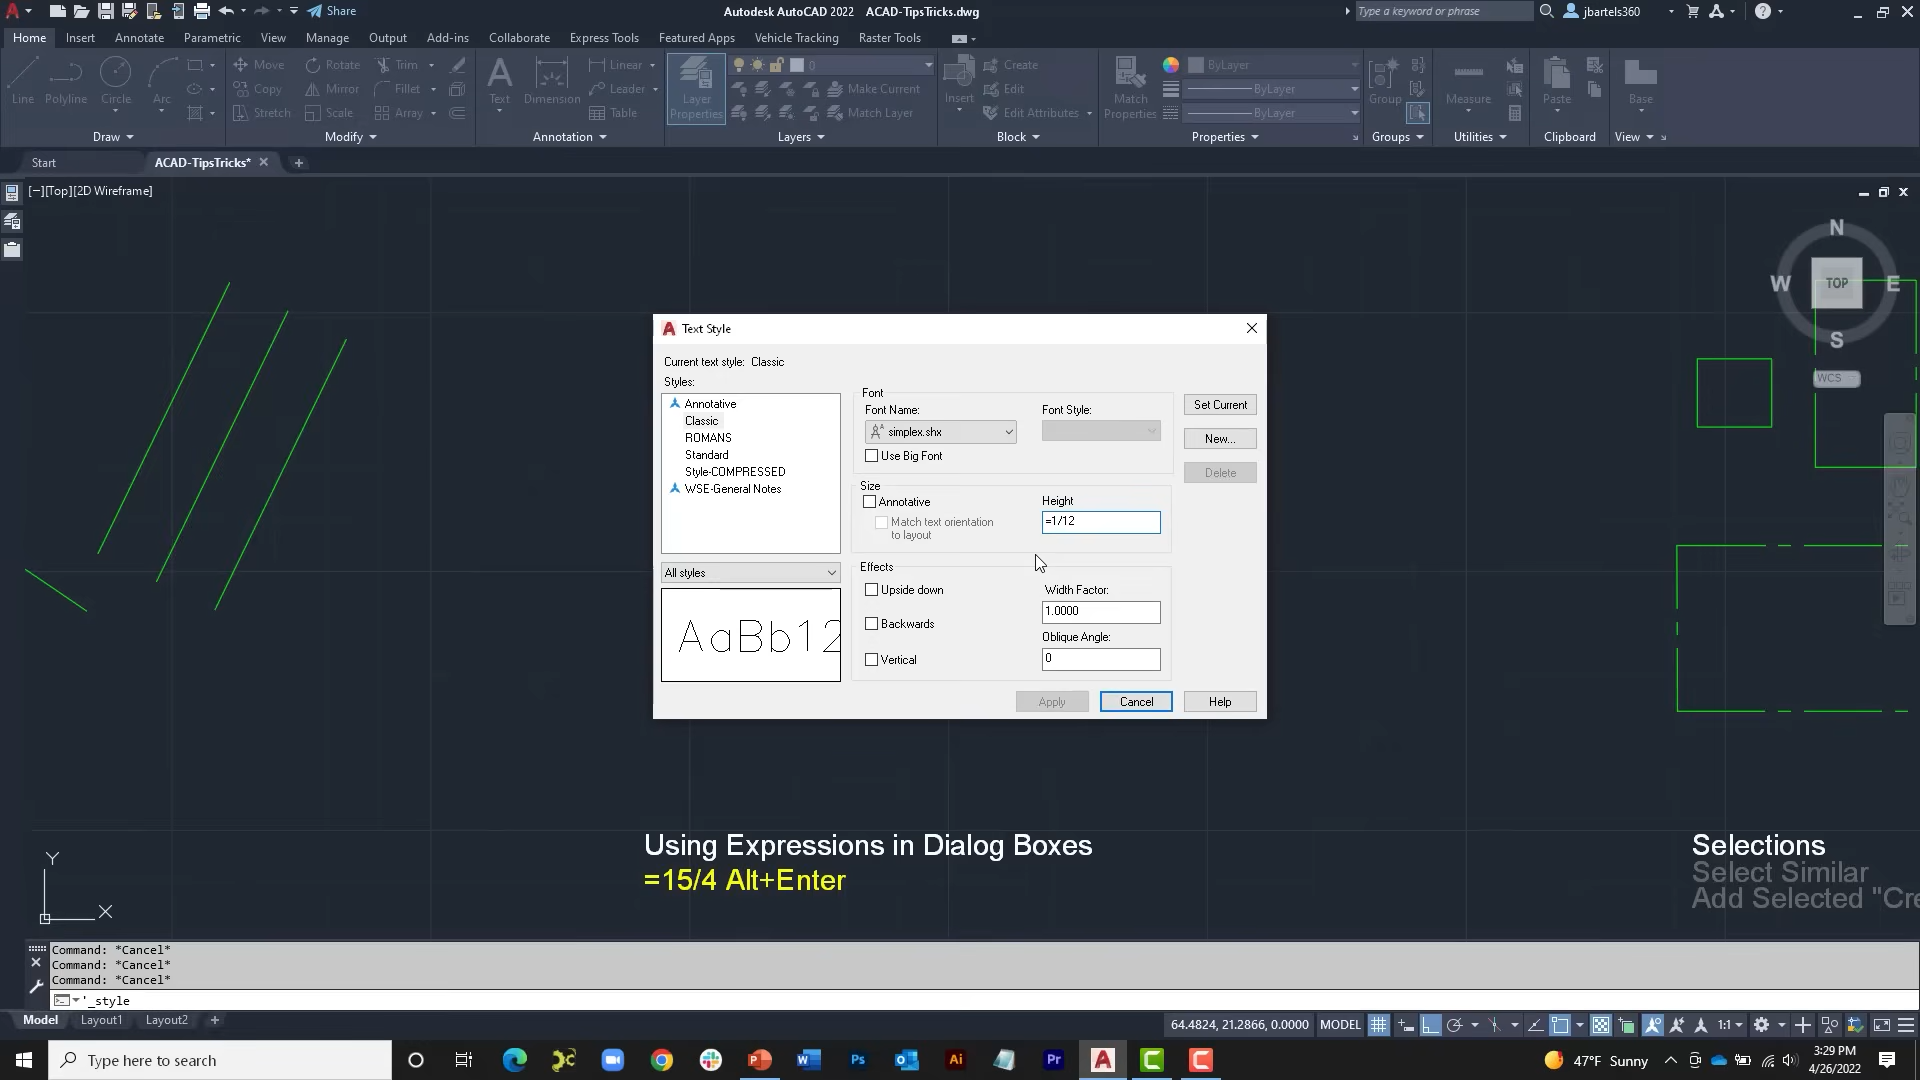 Share
Autodesk AutoCAD 2022 ACAD-TipsTricks.dwg
Type a keyword or phrase
jbartels360
Home Insert Annotate Parametric View Manage Output Add-ins Collaborate Express Tools Featured Apps Vehicle Tracking Raster Tools
Line Polyline Circle Arc
Draw
Move Rotate Trim
Copy Mirror Fillet
Stretch Scale Array
Modify
Text Dimension
Linear
Leader
Table
Annotation
Layer Properties
0
Make Current
Match Layer
Layers
Insert
Create
Edit
Edit Attributes
Block
Match Properties
ByLayer
ByLayer
ByLayer
Properties
Group
Groups
Measure
Utilities
Paste
Clipboard
Base
View
Start ACAD-TipsTricks*
[−][Top][2D Wireframe]
N
W TOP E
S
WCS
Text Style
Current text style: Classic
Styles:
Annotative
Classic
ROMANS
Standard
Style-COMPRESSED
WSE-General Notes
All styles
AaBb12
Font
Font Name: Font Style:
simplex.shx
Use Big Font
Size
Annotative
Match text orientation
to layout
Height
=1/12
Effects
Upside down
Backwards
Vertical
Width Factor:
1.0000
Oblique Angle:
0
Set Current
New...
Delete
Apply Cancel Help
Using Expressions in Dialog Boxes
=15/4 Alt+Enter
Selections
Select Similar
Add Selected "Cre
Y
X
Command: *Cancel*
Command: *Cancel*
Command: *Cancel*
'_style
Model Layout1 Layout2
64.4824, 21.2866, 0.0000 MODEL 1:1
Type here to search
47°F Sunny
3:29 PM
4/26/2022